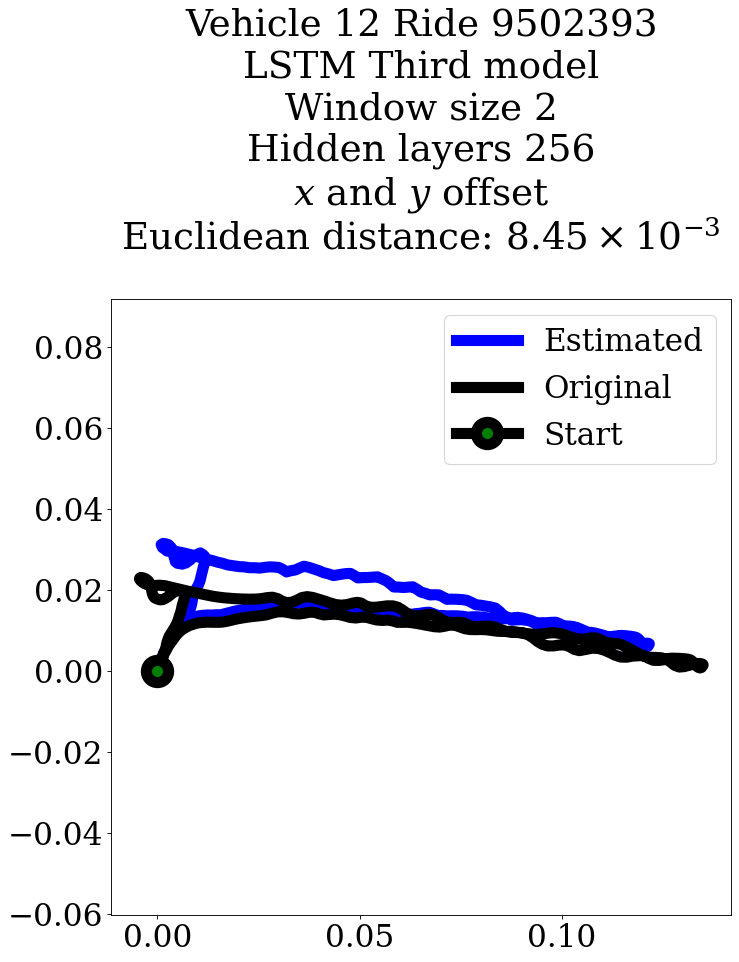 Vehicle 12 Ride 9502393
LSTM Third model
Window size 2
Hidden layers 256
x and y offset
Euclidean distance: 8.45 × 10⁻³
Estimated
Original
Start
0.08
0.06
0.04
0.02
0.00
−0.02
−0.04
−0.06
0.00 0.05 0.10